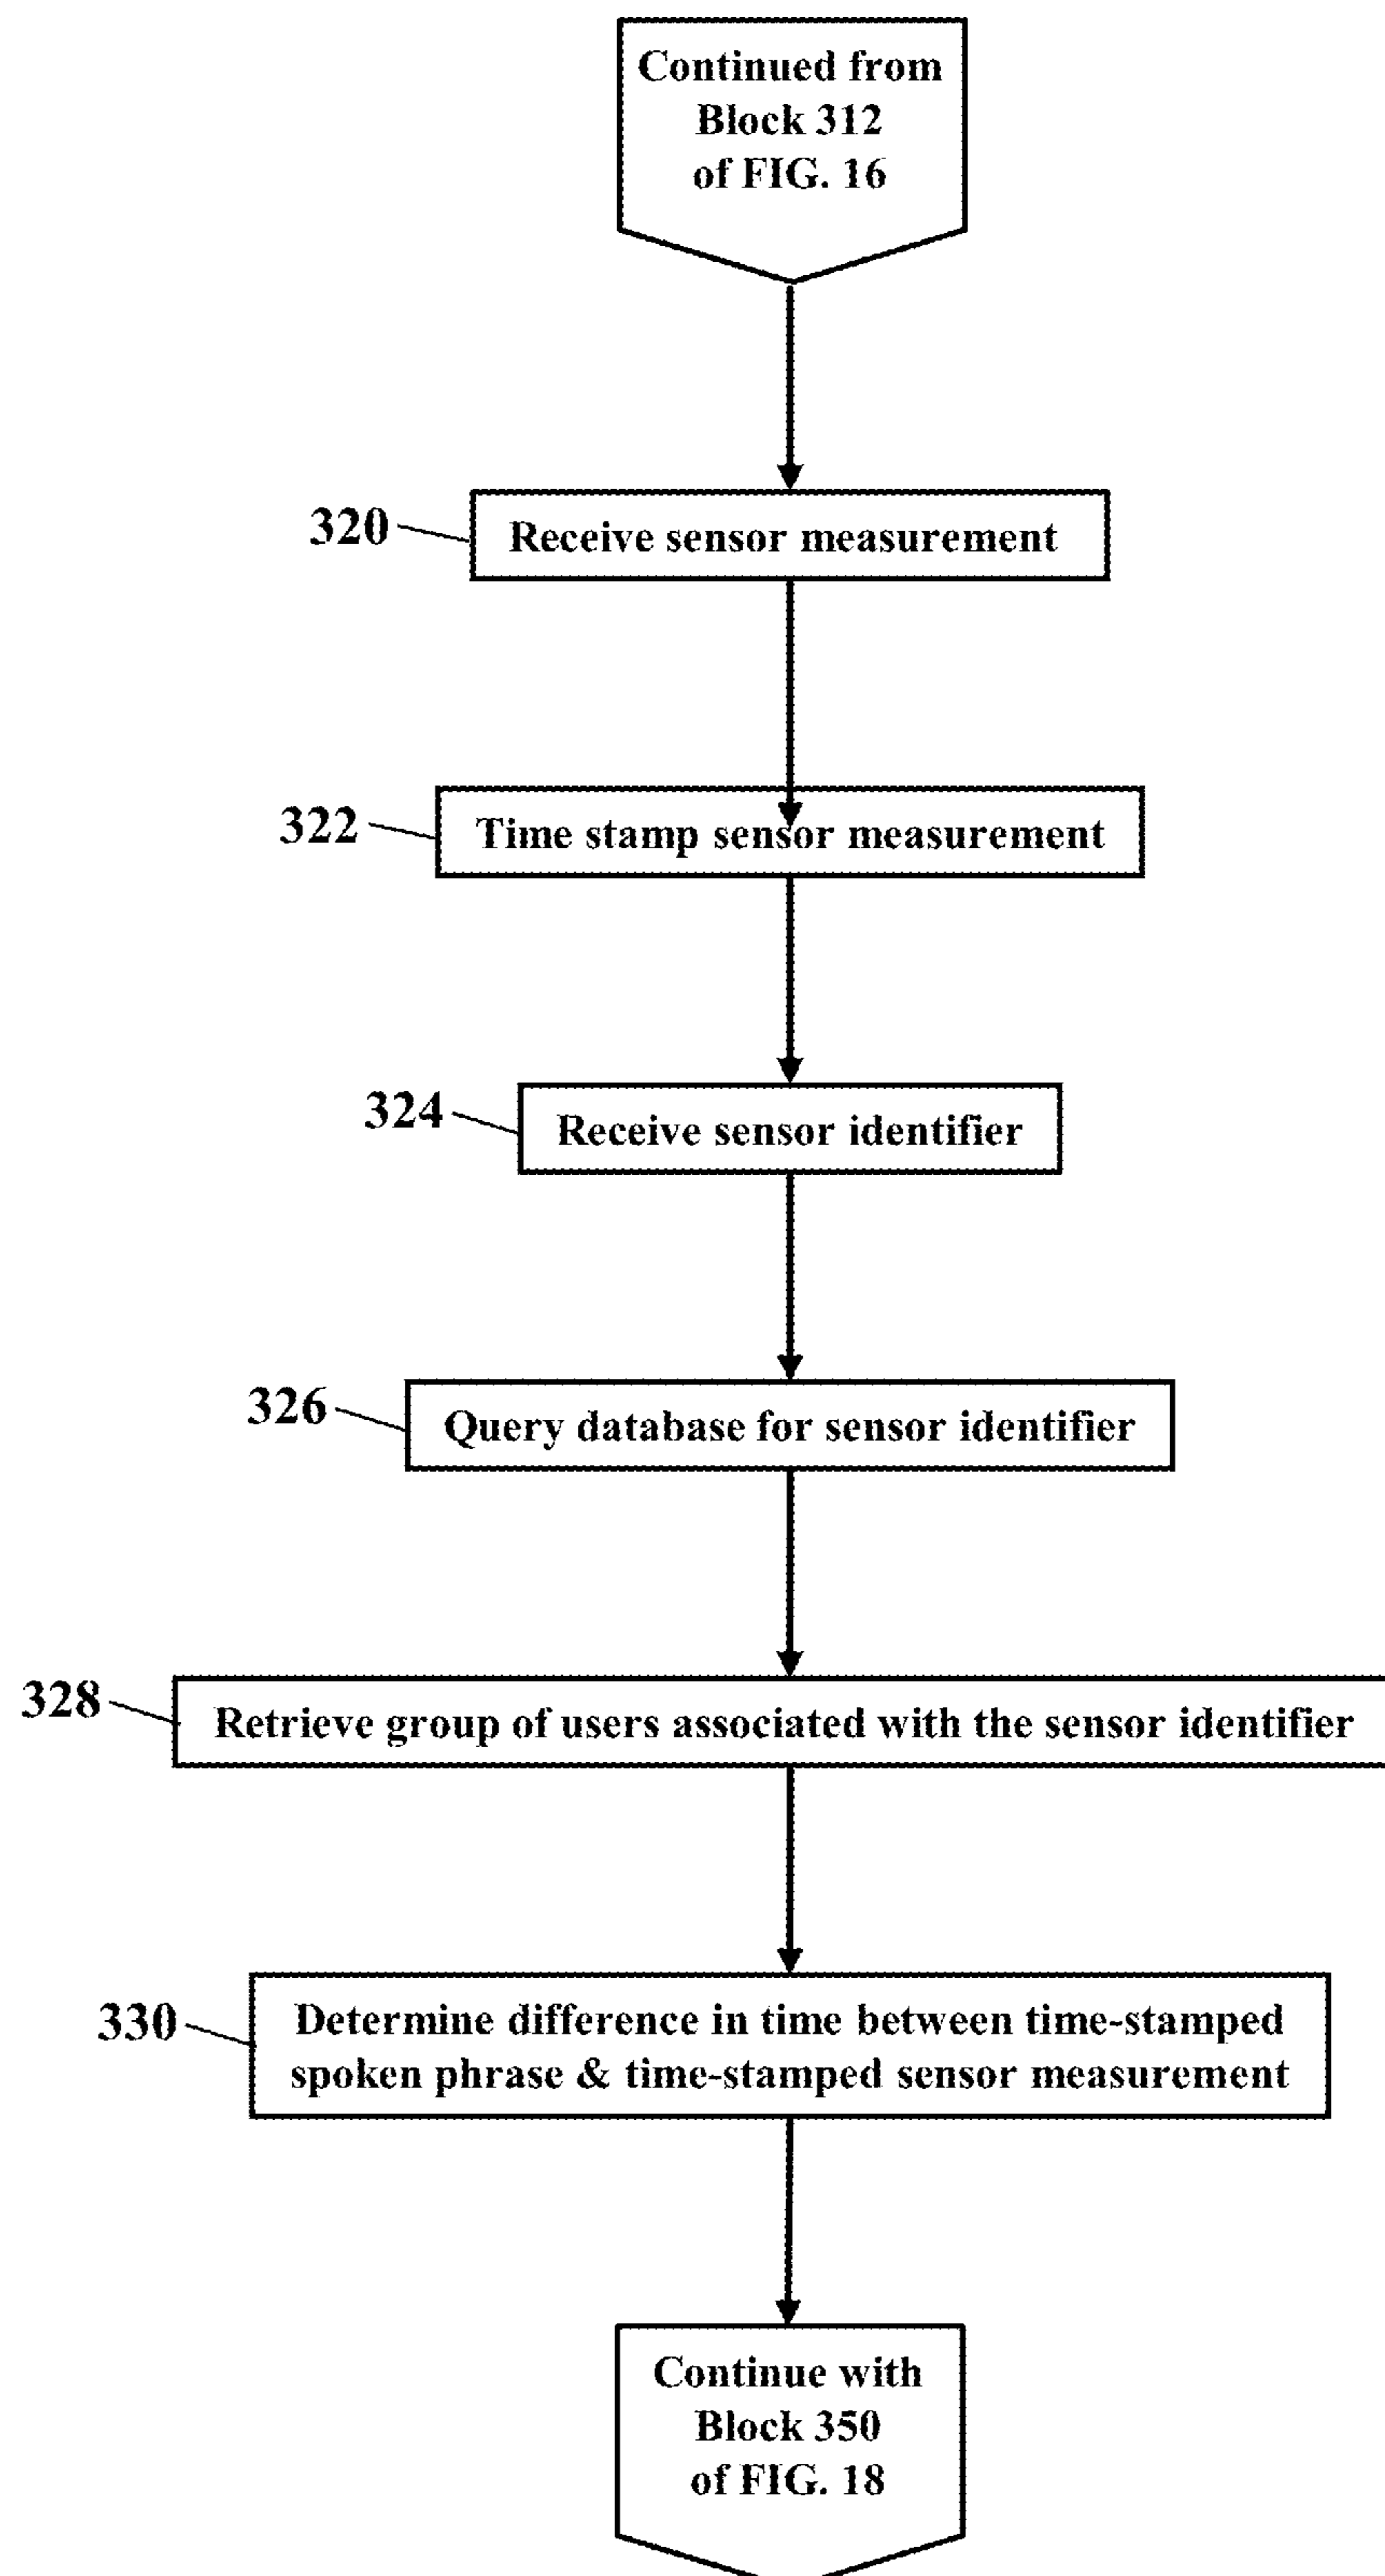 Continued from
Block 312
of FIG. 16
320
Receive sensor measurement
322
Time stamp sensor measurement
324
Receive sensor identifier
326
Query database for sensor identifier
328
Retrieve group of users associated with the sensor identifier
330
Determine difference in time between time-stamped
spoken phrase & time-stamped sensor measurement
Continue with
Block 350
of FIG. 18